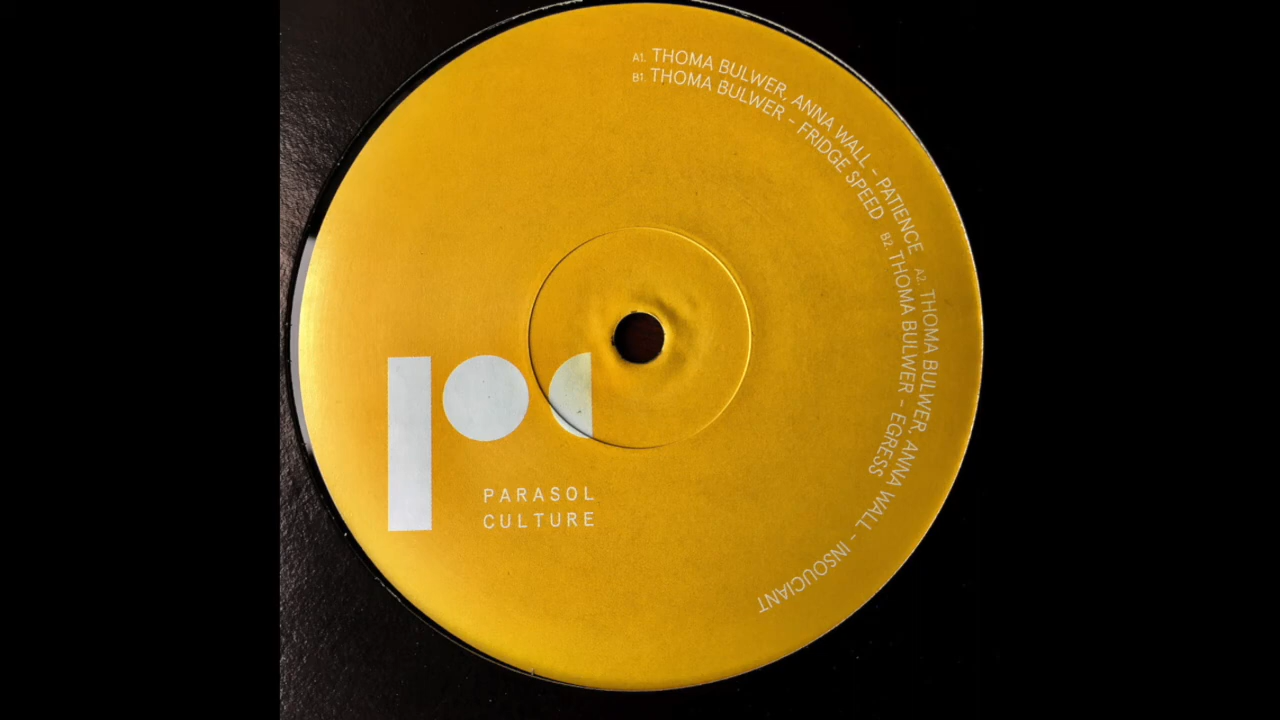 A1. THOMA BULWER, ANNA WALL – PATIENCE A2. THOMA BULWER, ANNA WALL – INSOUCIANT
B1. THOMA BULWER – FRIDGE SPEED B2. THOMA BULWER – EGRESS
pc
PARASOL
CULTURE